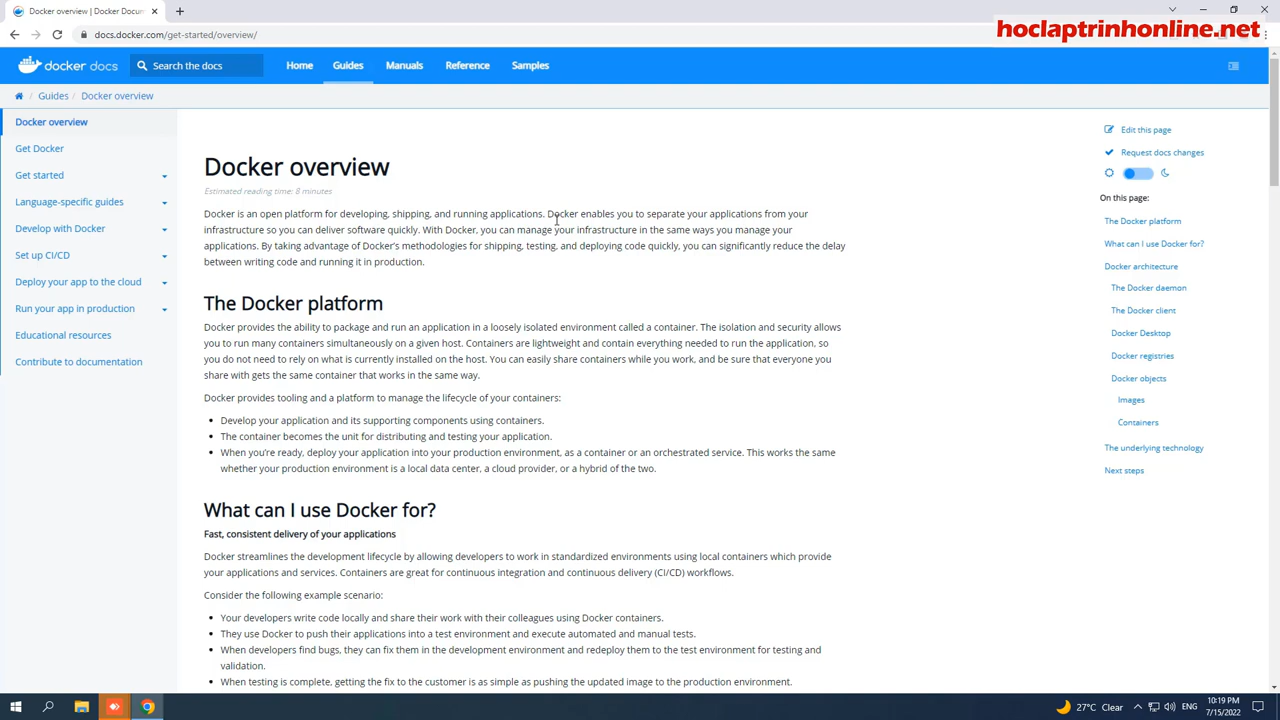 Docker overview | Docker Docum
hoclaptrinhonline.net
docs.docker.com/get-started/overview/
docker docs
Search the docs
Home
Guides
Manuals
Reference
Samples
/ Guides / Docker overview
Docker overview
Get Docker
Get started
Language-specific guides
Develop with Docker
Set up CI/CD
Deploy your app to the cloud
Run your app in production
Educational resources
Contribute to documentation
Docker overview
Estimated reading time: 8 minutes
Docker is an open platform for developing, shipping, and running applications. Docker enables you to separate your applications from your
infrastructure so you can deliver software quickly. With Docker, you can manage your infrastructure in the same ways you manage your
applications. By taking advantage of Docker's methodologies for shipping, testing, and deploying code quickly, you can significantly reduce the delay
between writing code and running it in production.
The Docker platform
Docker provides the ability to package and run an application in a loosely isolated environment called a container. The isolation and security allows
you to run many containers simultaneously on a given host. Containers are lightweight and contain everything needed to run the application, so
you do not need to rely on what is currently installed on the host. You can easily share containers while you work, and be sure that everyone you
share with gets the same container that works in the same way.
Docker provides tooling and a platform to manage the lifecycle of your containers:
• Develop your application and its supporting components using containers.
• The container becomes the unit for distributing and testing your application.
• When you're ready, deploy your application into your production environment, as a container or an orchestrated service. This works the same
whether your production environment is a local data center, a cloud provider, or a hybrid of the two.
What can I use Docker for?
Fast, consistent delivery of your applications
Docker streamlines the development lifecycle by allowing developers to work in standardized environments using local containers which provide
your applications and services. Containers are great for continuous integration and continuous delivery (CI/CD) workflows.
Consider the following example scenario:
• Your developers write code locally and share their work with their colleagues using Docker containers.
• They use Docker to push their applications into a test environment and execute automated and manual tests.
• When developers find bugs, they can fix them in the development environment and redeploy them to the test environment for testing and
validation.
• When testing is complete, getting the fix to the customer is as simple as pushing the updated image to the production environment.
Edit this page
Request docs changes
On this page:
The Docker platform
What can I use Docker for?
Docker architecture
The Docker daemon
The Docker client
Docker Desktop
Docker registries
Docker objects
Images
Containers
The underlying technology
Next steps
27°C Clear
ENG
10:19 PM
7/15/2022